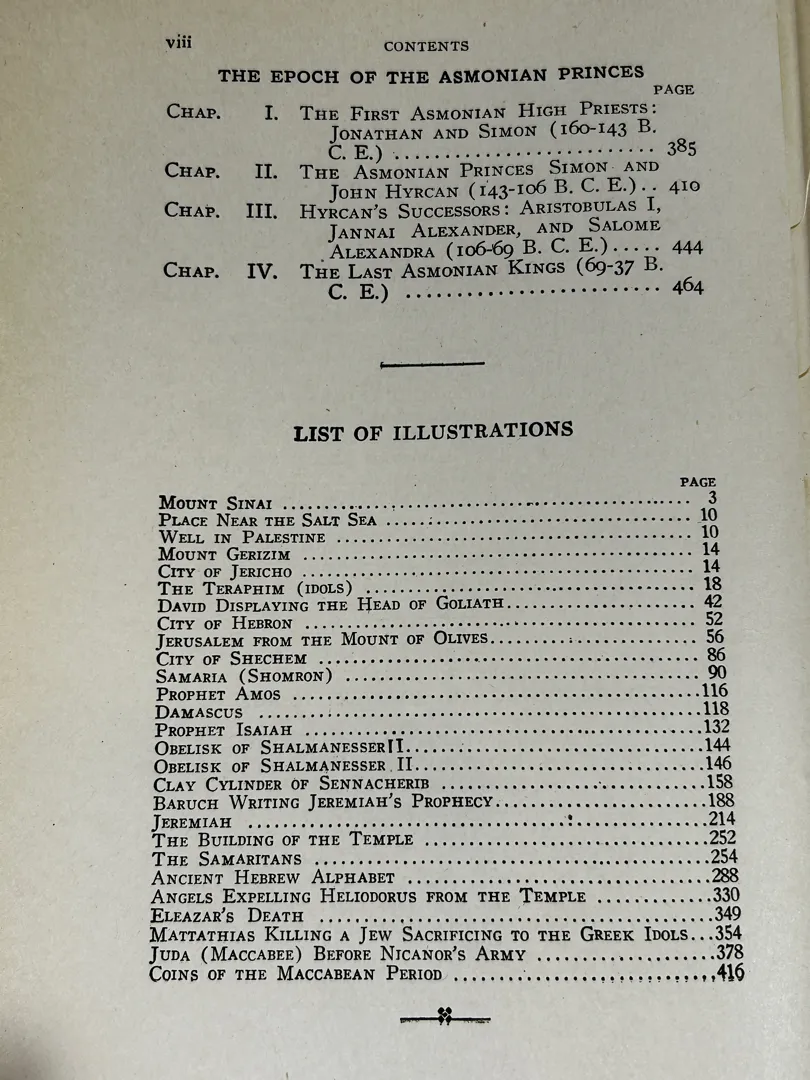 viii CONTENTS
THE EPOCH OF THE ASMONIAN PRINCES
PAGE
CHAP. I. THE FIRST ASMONIAN HIGH PRIESTS:
JONATHAN AND SIMON (160-143 B.
C. E.) .......................... 385
CHAP. II. THE ASMONIAN PRINCES SIMON AND
JOHN HYRCAN (143-106 B. C. E.).. 410
CHAP. III. HYRCAN'S SUCCESSORS: ARISTOBULAS I,
JANNAI ALEXANDER, AND SALOME
ALEXANDRA (106-69 B. C. E.)..... 444
CHAP. IV. THE LAST ASMONIAN KINGS (69-37 B.
C. E.) ......................... 464
LIST OF ILLUSTRATIONS
PAGE
MOUNT SINAI ........................ 3
PLACE NEAR THE SALT SEA ........................ 10
WELL IN PALESTINE ........................ 10
MOUNT GERIZIM ........................ 14
CITY OF JERICHO ........................ 14
THE TERAPHIM (IDOLS) ........................ 18
DAVID DISPLAYING THE HEAD OF GOLIATH........................ 42
CITY OF HEBRON ........................ 52
JERUSALEM FROM THE MOUNT OF OLIVES........................ 56
CITY OF SHECHEM ........................ 86
SAMARIA (SHOMRON) ........................ 90
PROPHET AMOS ........................116
DAMASCUS ........................118
PROPHET ISAIAH ........................132
OBELISK OF SHALMANESSER II........................144
OBELISK OF SHALMANESSER II........................146
CLAY CYLINDER OF SENNACHERIB ........................158
BARUCH WRITING JEREMIAH'S PROPHECY........................188
JEREMIAH ........................214
THE BUILDING OF THE TEMPLE ........................252
THE SAMARITANS ........................254
ANCIENT HEBREW ALPHABET ........................288
ANGELS EXPELLING HELIODORUS FROM THE TEMPLE .............330
ELEAZAR'S DEATH ........................349
MATTATHIAS KILLING A JEW SACRIFICING TO THE GREEK IDOLS...354
JUDA (MACCABEE) BEFORE NICANOR'S ARMY ....................378
COINS OF THE MACCABEAN PERIOD ........................416